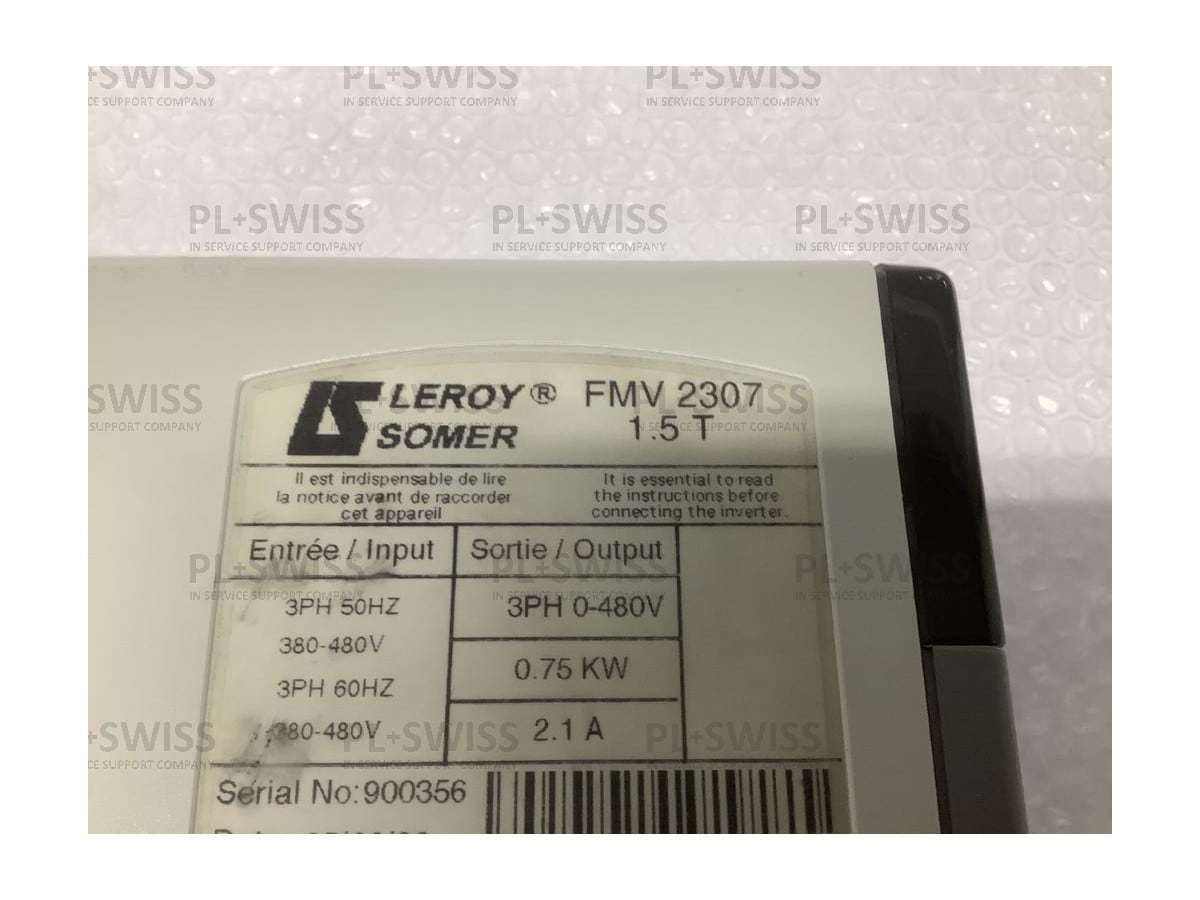 PL+SWISS PL+SWISS PL+SWISS
IN SERVICE SUPPORT COMPANY IN SERVICE SUPPORT COMPANY
PL+SWISS PL+SWISS PL+SWISS
IN SERVICE SUPPORT COMPANY IN SERVICE SUPPORT COMPANY IN SERVICE SUPPORT COMPANY
LEROY® FMV 2307
SOMER 1.5 T
Il est indispensable de lire
la notice avant de raccorder
cet appareil
It is essential to read
the instructions before
connecting the inverter.
Entrée / Input
3PH 50HZ
380-480V
3PH 60HZ
380-480V
Sortie / Output
3PH 0-480V
0.75 KW
2.1 A
Serial No:900356